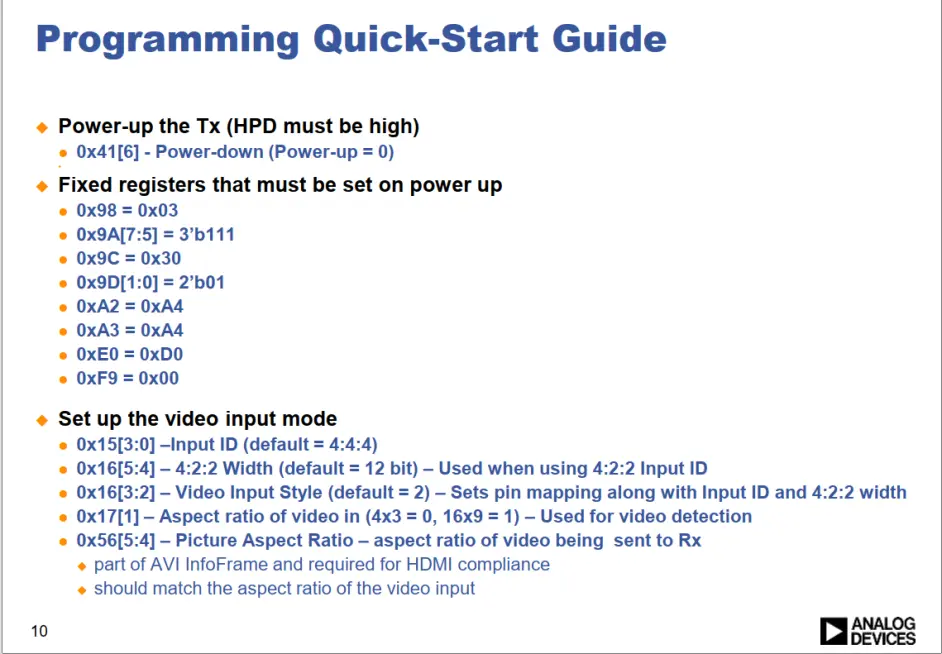 Programming Quick-Start Guide
Power-up the Tx (HPD must be high)
0x41[6] - Power-down (Power-up = 0)
Fixed registers that must be set on power up
0x98 = 0x03
0x9A[7:5] = 3’b111
0x9C = 0x30
0x9D[1:0] = 2’b01
0xA2 = 0xA4
0xA3 = 0xA4
0xE0 = 0xD0
0xF9 = 0x00
Set up the video input mode
0x15[3:0] –Input ID (default = 4:4:4)
0x16[5:4] – 4:2:2 Width (default = 12 bit) – Used when using 4:2:2 Input ID
0x16[3:2] – Video Input Style (default = 2) – Sets pin mapping along with Input ID and 4:2:2 width
0x17[1] – Aspect ratio of video in (4x3 = 0, 16x9 = 1) – Used for video detection
0x56[5:4] – Picture Aspect Ratio – aspect ratio of video being  sent to Rx
part of AVI InfoFrame and required for HDMI compliance
should match the aspect ratio of the video input
10
ANALOG
DEVICES